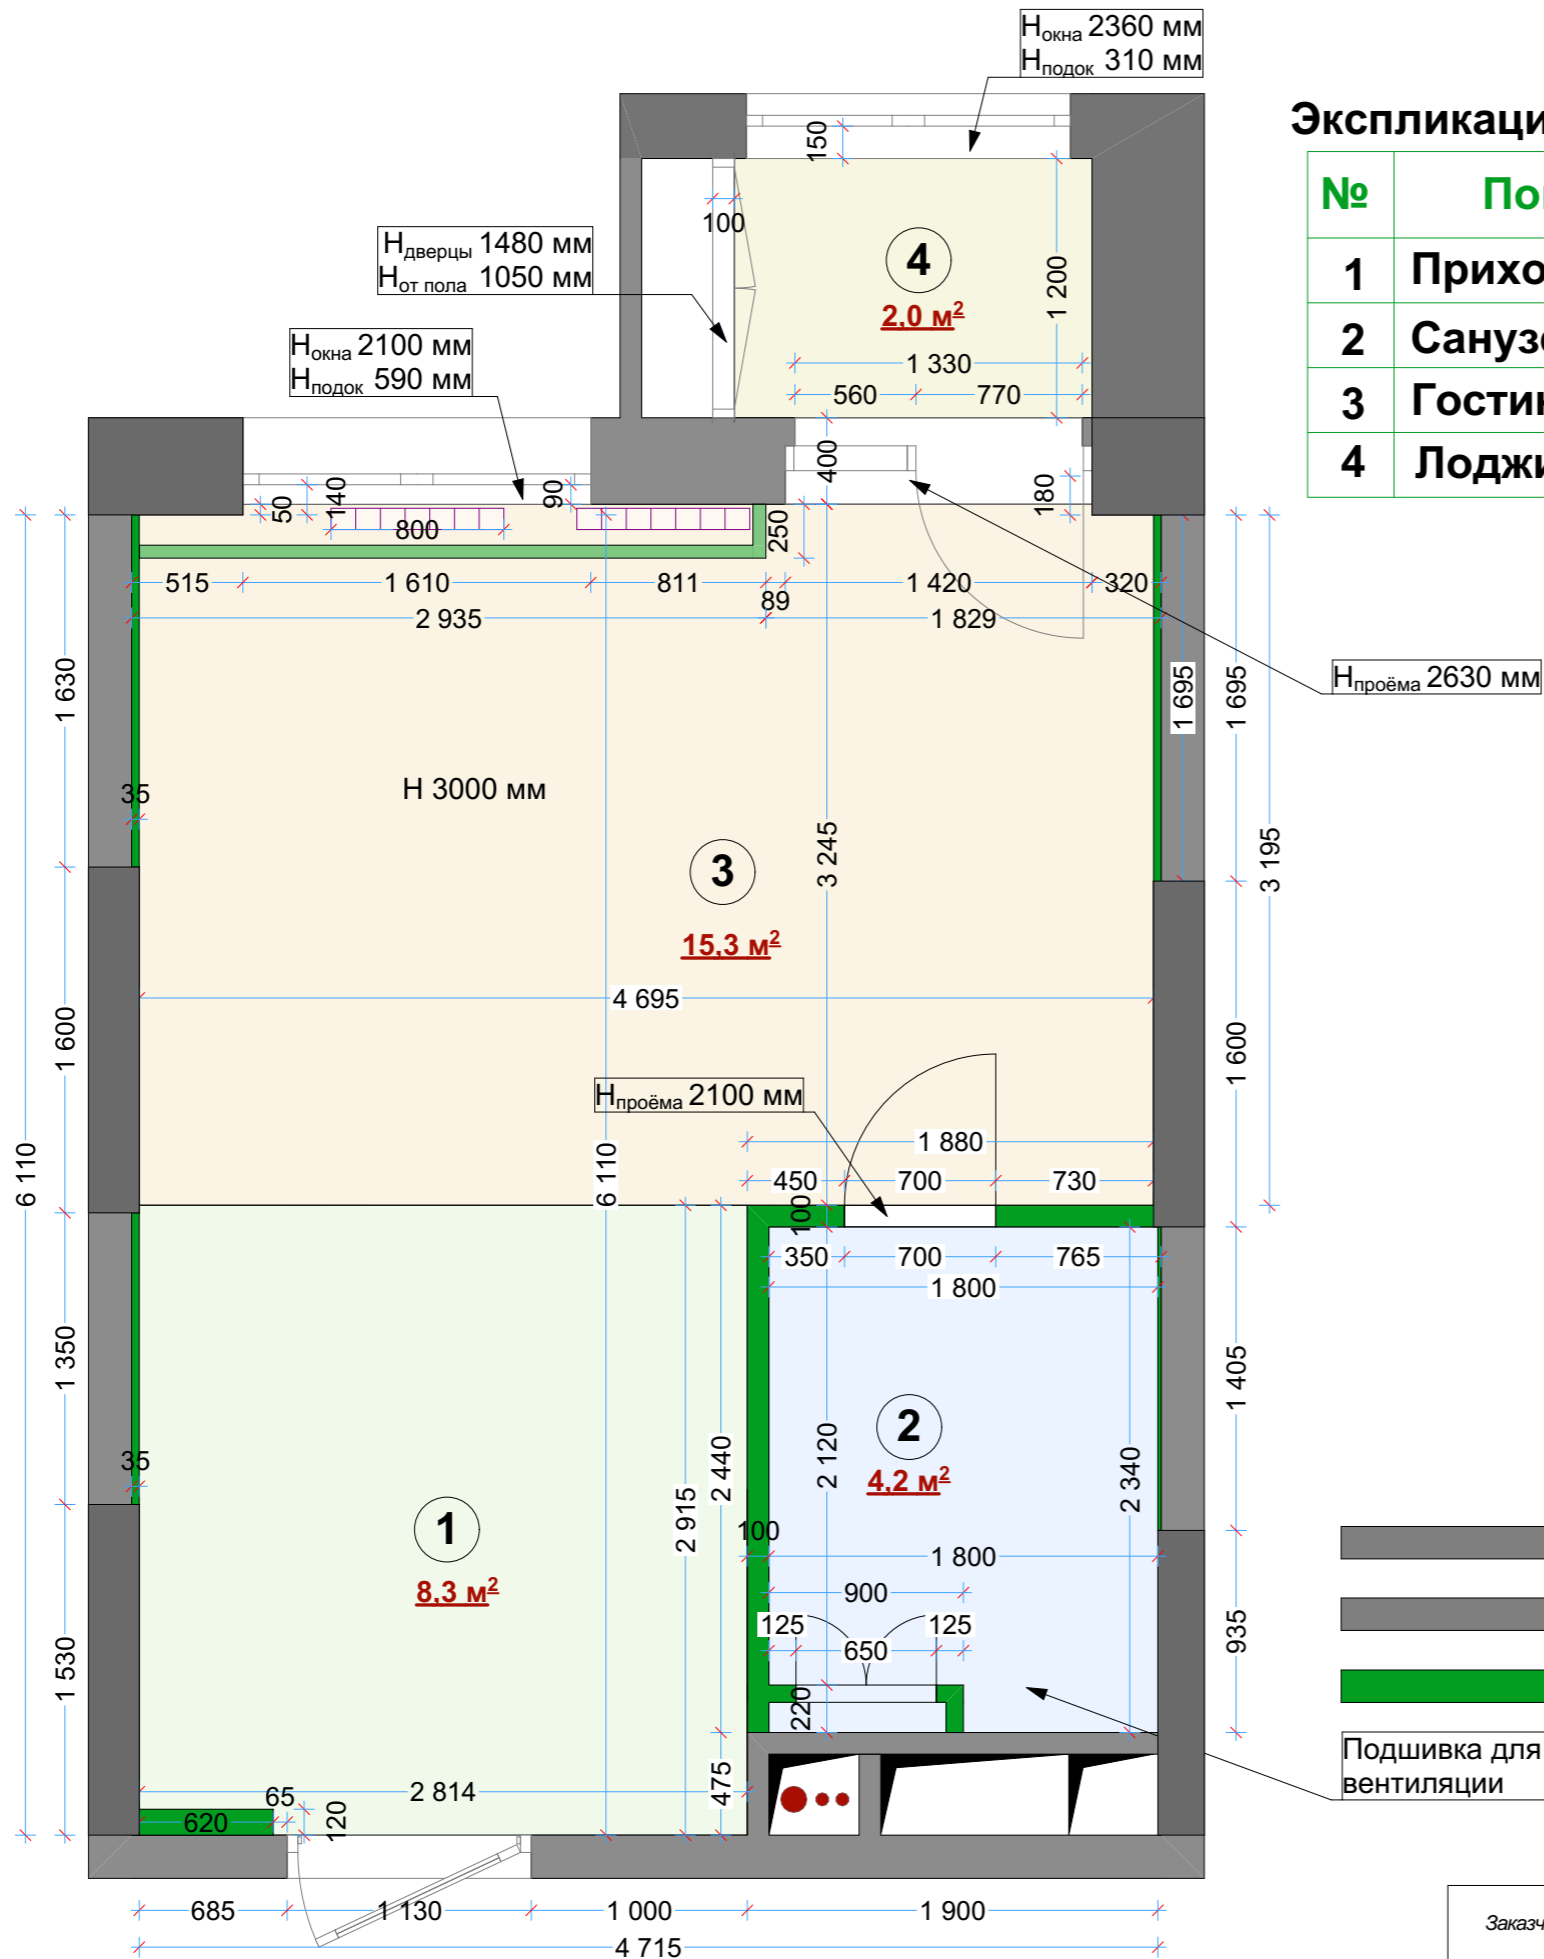 Hокна 2360 мм
Hподок 310 мм
Экспликаци
№ По
1 Прихо
2 Сануз
3 Гости
4 Лоджи
150
100
4
2,0 м²
1 200
1 330
560 770
Hдверцы 1480 мм
Hот пола 1050 мм
Hокна 2100 мм
Hподок 590 мм
400
180
50
140
90
800
250
515 1 610 811 1 420 320
89
2 935 1 829
1 630
1 695
1 695
Hпроёма 2630 мм
35
H 3000 мм
3 245
3 195
3
15,3 м²
4 695
1 600
1 600
Hпроёма 2100 мм
1 880
450 700 730
6 110
6 110
100
350 700 765
1 800
1 350
1 405
2
4,2 м²
2 120
2 340
2 440
2 915
35
1
8,3 м²
100
1 800
900
125 650 125
1 530
935
220
Подшивка для
вентиляции
2 814
475
65
620
120
685 1 130 1 000 1 900
4 715
Заказч